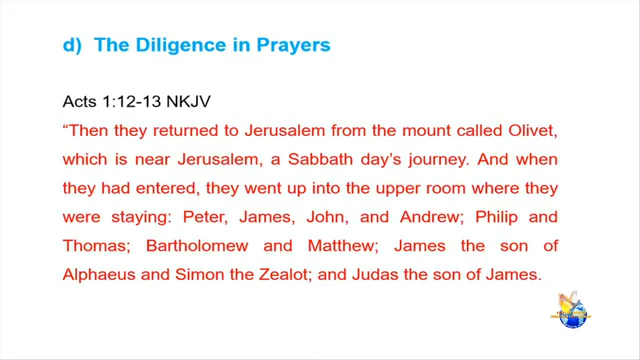 d) The Diligence in Prayers
Acts 1:12-13 NKJV
“Then they returned to Jerusalem from the mount called Olivet,
which is near Jerusalem, a Sabbath day’s journey. And when
they had entered, they went up into the upper room where they
were staying: Peter, James, John, and Andrew; Philip and
Thomas; Bartholomew and Matthew; James the son of
Alphaeus and Simon the Zealot; and Judas the son of James.